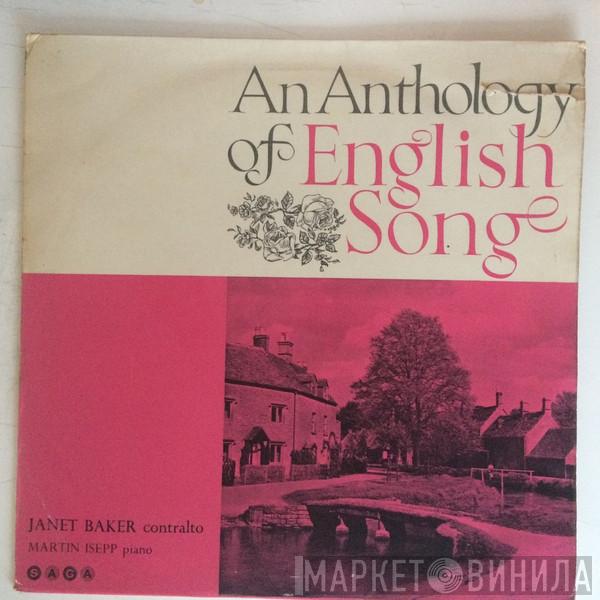 An Anthology
of English
Song
JANET BAKER contralto
MARTIN ISEPP piano
SAGA
МАРКЕТ ВИНИЛА